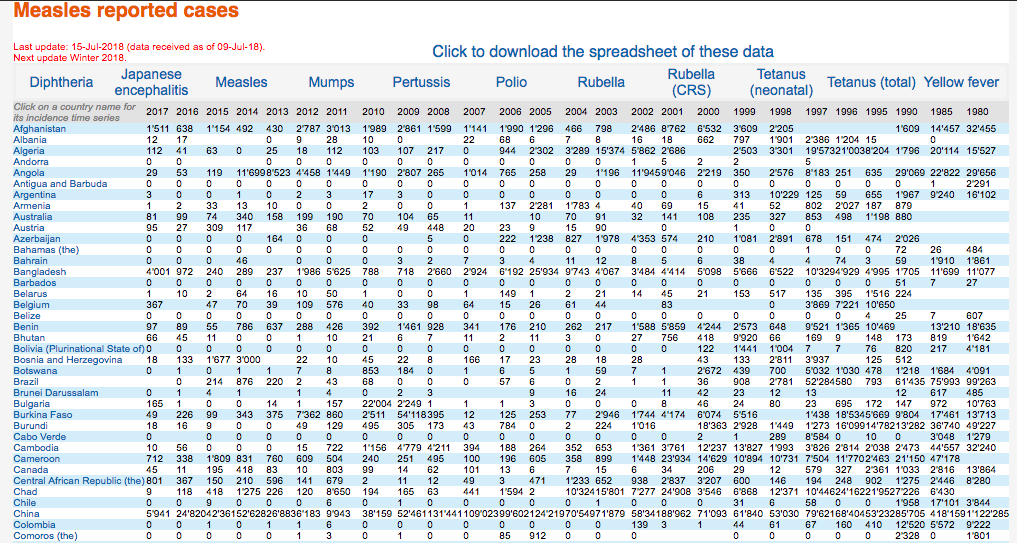 Measles reported cases
Last update: 15-Jul-2018 (data received as of 09-Jul-18).
Next update Winter 2018.
Click to download the spreadsheet of these data
Diphtheria Japanese encephalitis Measles Mumps Pertussis Polio Rubella Rubella (CRS) Tetanus (neonatal) Tetanus (total) Yellow fever
Click on a country name for its incidence time series 2017 2016 2015 2014 2013 2012 2011 2010 2009 2008 2007 2006 2005 2004 2003 2002 2001 2000 1999 1998 1997 1996 1995 1990 1985 1980
Afghanistan 1'511 638 1'154 492 430 2'787 3'013 1'989 2'861 1'599 1'141 1'990 1'296 466 798 2'486 8'762 6'532 3'609 2'205 1'609 14'457 32'455
Albania 12 17 0 0 9 28 10 0 22 68 6 7 8 16 18 662 797 1'901 2'386 1'204 15 0
Algeria 112 41 63 0 25 18 112 103 107 217 0 944 2'302 3'289 15'374 5'862 2'686 2'503 3'301 19'573 21'003 8'204 1'796 20'114 15'527
Andorra 0 0 0 0 0 0 0 0 0 0 0 0 0 0 1 5 2 2 5
Angola 29 53 119 11'699 8'523 4'458 1'449 1'190 2'807 265 1'014 765 258 29 1'196 11'945 9'046 2'219 350 2'576 8'183 251 635 29'069 22'822 29'656
Antigua and Barbuda 0 0 0 0 0 0 0 0 0 0 0 0 0 0 0 0 0 0 0 0 0 0 0 0 1 2'291
Argentina 3 0 0 1 0 2 3 17 3 0 0 0 0 0 0 0 0 6 313 10'229 125 59 655 1'967 9'240 16'102
Armenia 1 2 33 13 10 0 0 2 0 0 1 137 2'281 1'783 4 40 69 15 41 52 802 2'027 187 879
Australia 81 99 74 340 158 199 190 70 104 65 11 10 70 91 32 141 108 235 327 853 498 1'198 880
Austria 95 27 309 117 36 68 52 49 448 20 23 9 15 90 0 1 0 0
Azerbaijan 0 0 0 0 164 0 0 0 5 0 222 1'238 827 1'978 4'353 574 210 1'081 2'891 678 151 474 2'026
Bahamas (the) 0 0 0 0 0 0 0 0 0 0 0 0 0 0 0 0 0 0 0 0 1 0 0 72 26 484
Bahrain 0 0 0 46 0 0 0 0 3 2 7 3 4 11 12 8 5 6 38 4 4 74 3 59 1'910 1'861
Bangladesh 4'001 972 240 289 237 1'986 5'625 788 718 2'660 2'924 6'192 25'934 9'743 4'067 3'484 4'414 5'098 5'666 6'522 10'329 4'929 4'995 1'705 11'699 11'077
Barbados 0 0 0 0 0 0 0 0 0 0 0 0 0 0 0 0 0 0 0 0 0 0 0 51 7 27
Belarus 1 10 2 64 16 10 50 1 0 0 1 149 1 2 21 14 45 21 153 517 135 395 1'516 224
Belgium 367 47 70 39 109 576 40 33 98 64 15 26 61 44 83 0 3'869 7'221 10'650
Belize 0 0 0 0 0 0 0 0 0 0 0 0 0 0 0 0 0 0 0 0 0 0 4 25 7 607
Benin 97 89 55 786 637 288 426 392 1'461 928 341 176 210 262 217 1'588 5'859 4'244 2'573 648 9'521 1'365 10'469 13'210 18'635
Bhutan 66 45 11 0 0 1 10 21 6 7 11 2 11 3 0 27 756 418 9'920 66 169 9 148 173 819 1'642
Bolivia (Plurinational State of) 0 0 0 0 0 0 0 0 0 0 0 0 0 0 0 0 0 122 1'441 1'004 7 7 76 820 217 4'181
Bosnia and Herzegovina 18 133 1'677 3'000 22 10 45 22 8 166 17 23 28 18 28 43 133 2'811 3'937 125 512
Botswana 0 1 0 1 1 7 8 853 184 0 1 6 5 1 59 7 1 2'672 439 700 5'032 1'030 478 1'218 1'684 4'091
Brazil 0 214 876 220 2 43 68 0 0 0 57 6 0 2 1 1 36 908 2'781 52'284 580 793 61'435 75'993 99'263
Brunei Darussalam 0 1 4 1 1 4 0 2 3 9 16 24 11 42 23 12 13 12 617 485
Bulgaria 165 1 0 0 14 1 157 22'004 2'249 1 1 1 3 0 0 0 8 46 24 80 23 695 172 147 972 10'763
Burkina Faso 49 226 99 343 375 7'362 860 2'511 54'118 395 12 125 253 77 2'946 1'744 4'174 6'074 5'516 1'438 18'534 5'669 9'804 17'461 13'713
Burundi 18 16 9 0 0 49 129 495 305 173 43 784 0 2 224 1'016 18'363 2'928 1'449 1'273 16'099 14'782 13'282 36'740 49'227
Cabo Verde 0 0 0 0 0 0 0 0 0 0 0 0 0 0 0 0 0 2 1 289 8'584 0 10 0 3'048 1'279
Cambodia 10 56 0 0 0 15 722 1'156 4'779 4'211 394 188 264 352 653 1'361 3'761 12'237 13'827 1'993 3'826 2'814 2'038 2'473 44'557 32'240
Cameroon 712 338 1'809 831 760 609 504 240 251 495 100 196 605 358 899 1'448 23'934 14'629 10'894 10'731 7'504 11'770 2'463 21'150 47'178
Canada 45 11 195 418 83 10 803 99 14 62 101 13 6 7 15 6 34 206 29 12 579 327 2'361 1'033 2'816 13'864
Central African Republic (the) 801 367 150 210 596 141 679 2 11 12 49 3 471 1'233 652 938 2'837 3'207 600 146 194 248 902 1'275 2'446 8'280
Chad 9 118 418 1'275 226 120 8'650 194 165 63 441 1'594 2 10'324 15'801 7'277 24'908 3'546 6'868 12'371 10'446 24'162 21'952 7'226 6'430
Chile 0 0 9 0 0 0 6 0 1 0 0 0 0 0 0 0 0 0 31 6 58 0 0 1'958 17'101 3'844
China 5'941 24'820 42'361 52'628 26'883 6'183 9'943 38'159 52'461 131'441 109'023 99'602 124'219 70'549 71'879 58'341 88'962 71'093 61'840 53'030 79'621 68'404 53'232 85'705 418'159 1'122'285
Colombia 0 0 1 0 1 1 6 0 0 0 0 0 0 0 0 139 3 1 44 61 67 160 410 12'520 5'572 9'222
Comoros (the) 0 0 0 0 0 1 3 0 1 0 0 85 912 0 0 0 0 0 2'328 0 1'801